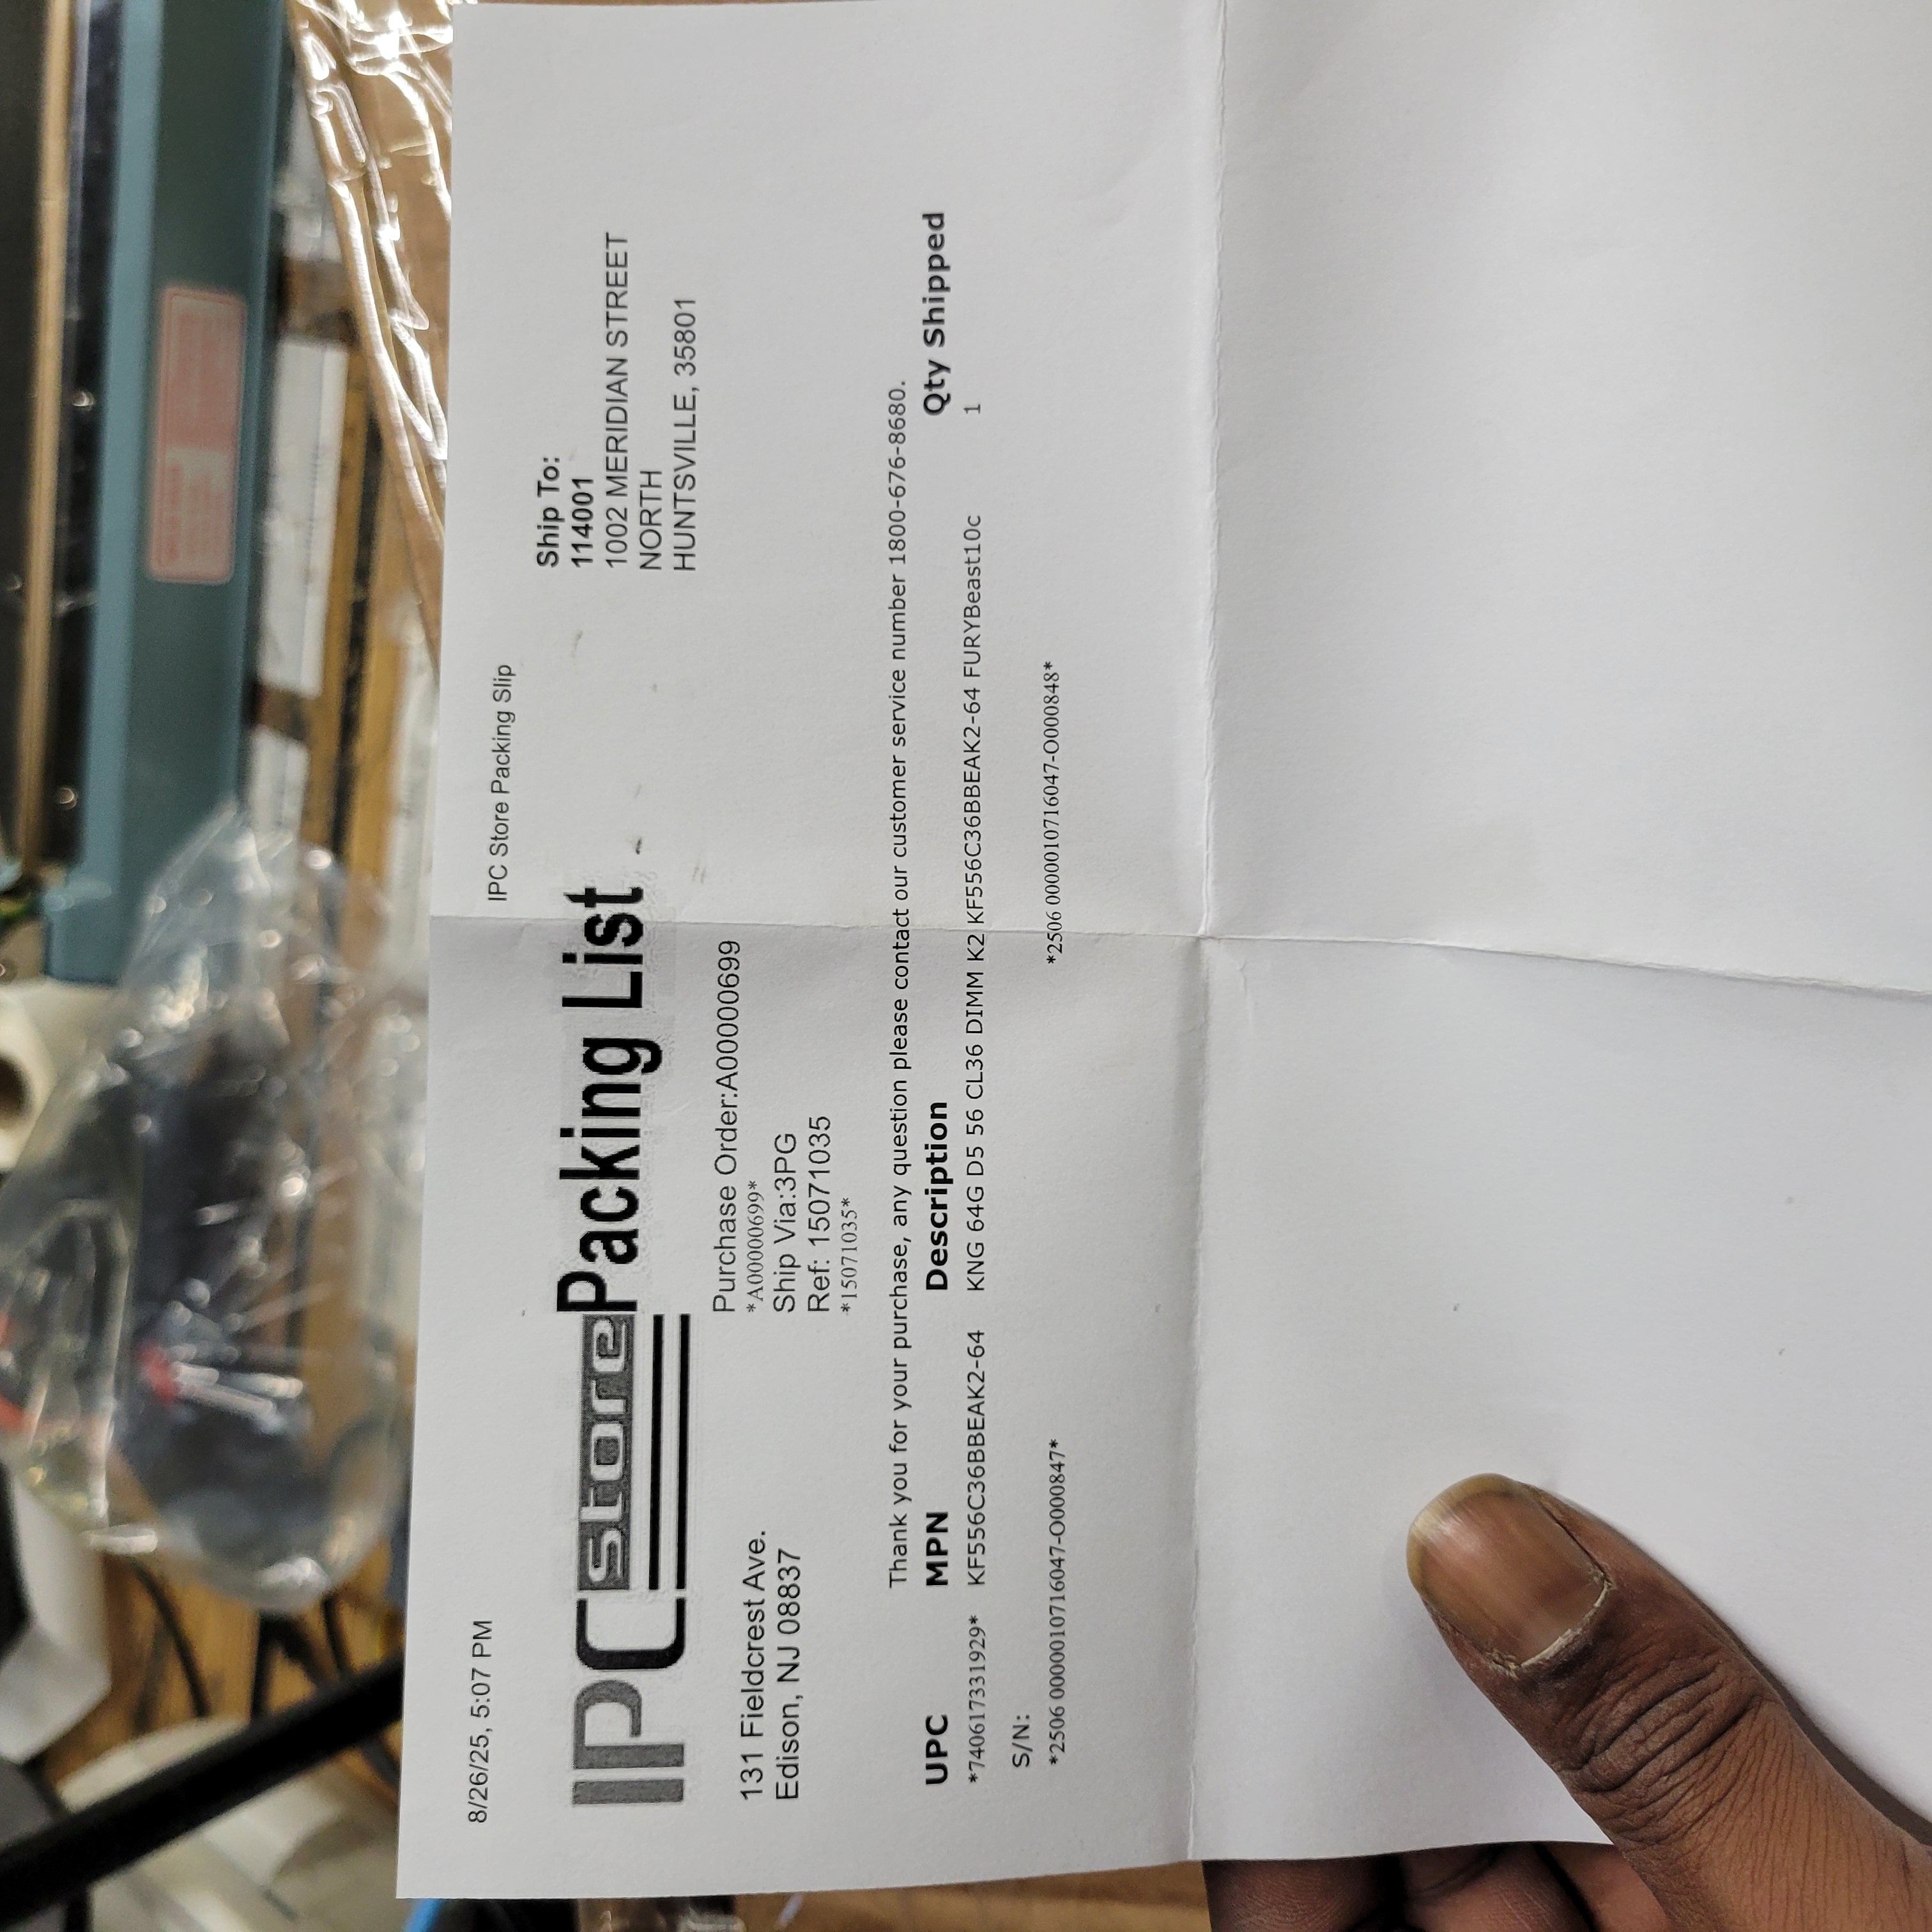 8/26/25, 5:07 PM
IPC Store Packing Slip
IPC store Packing List
131 Fieldcrest Ave.
Edison, NJ 08837
Purchase Order:A00000699
*A00000699*
Ship Via:3PG
Ref: 15071035
*15071035*
Ship To:
114001
1002 MERIDIAN STREET
NORTH
HUNTSVILLE, 35801
Thank you for your purchase, any question please contact our customer service number 1800-676-8680.
UPC MPN Description Qty Shipped
*740617331929* KF556C36BBEAK2-64 KNG 64G D5 56 CL36 DIMM K2 KF556C36BBEAK2-64 FURYBeast10c 1
S/N:
*2506 000010716047-O000847* *2506 000010716047-O000848*